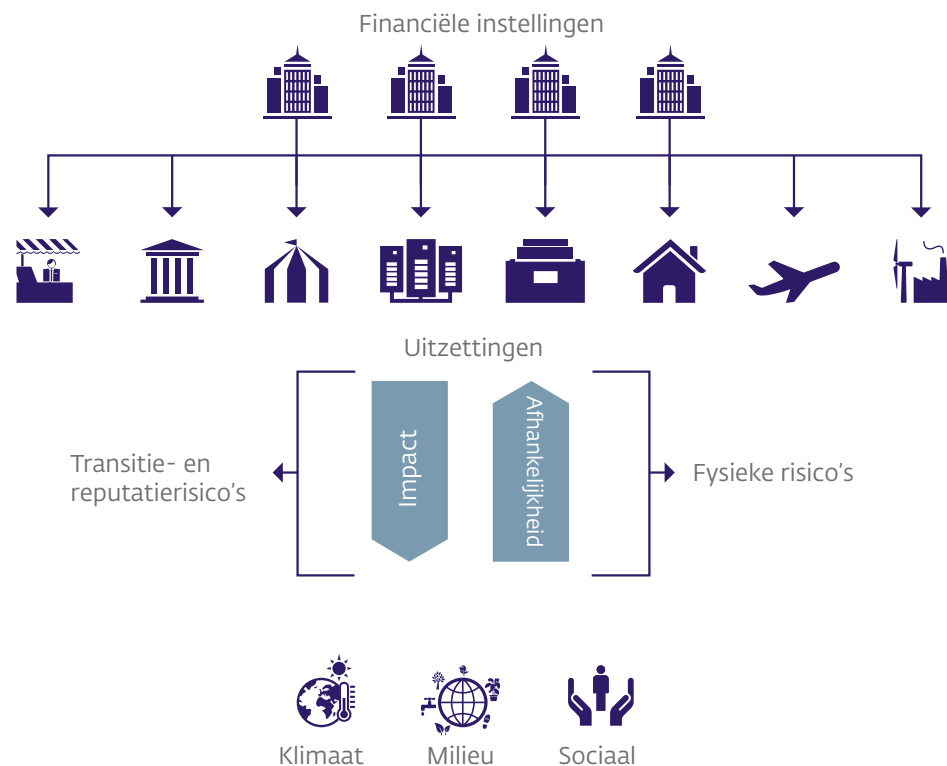 Financiële instellingen
Uitzettingen
Impact
Afhankelijkheid
Transitie- en
reputatierisico's
Fysieke risico's
Klimaat
Milieu
Sociaal